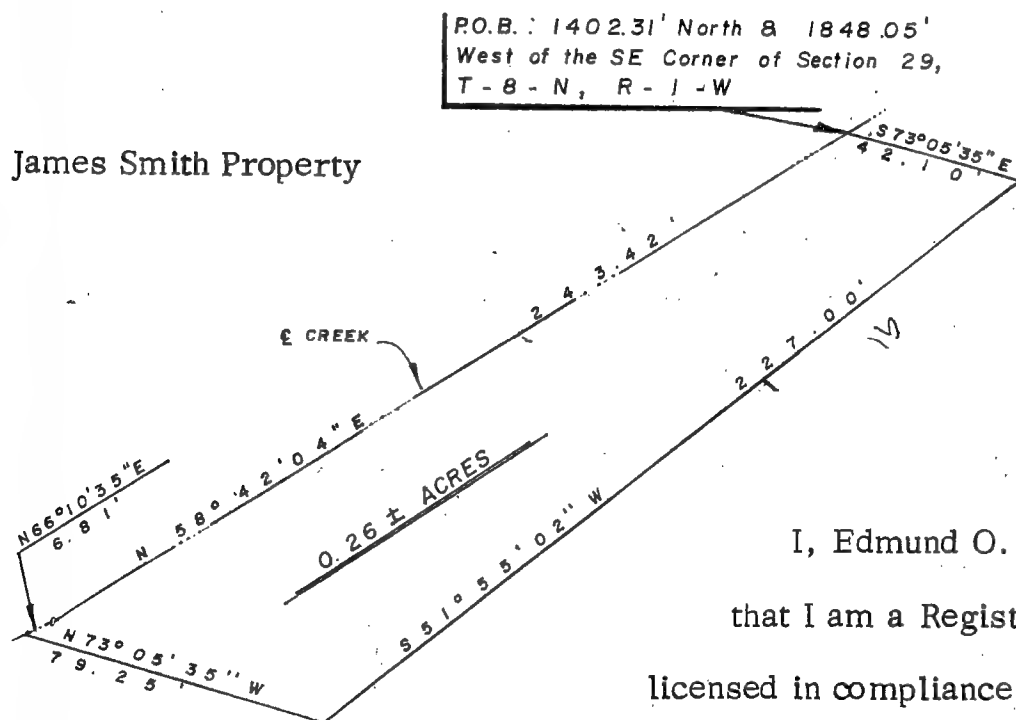 P.O.B.: 1402.31' North & 1848.05'
West of the SE Corner of Section 29,
T-8-N, R-1-W
James Smith Property
S 73° 05' 35" E
42.10'
243.42'
℄ CREEK
227.00'
N 58° 42' 04" E
N 66° 10' 35" E
6.81'
0.26 ± ACRES
S 51° 55' 02" W
N 73° 05' 35" W
79.25'
I, Edmund O.
that I am a Regist
licensed in compliance